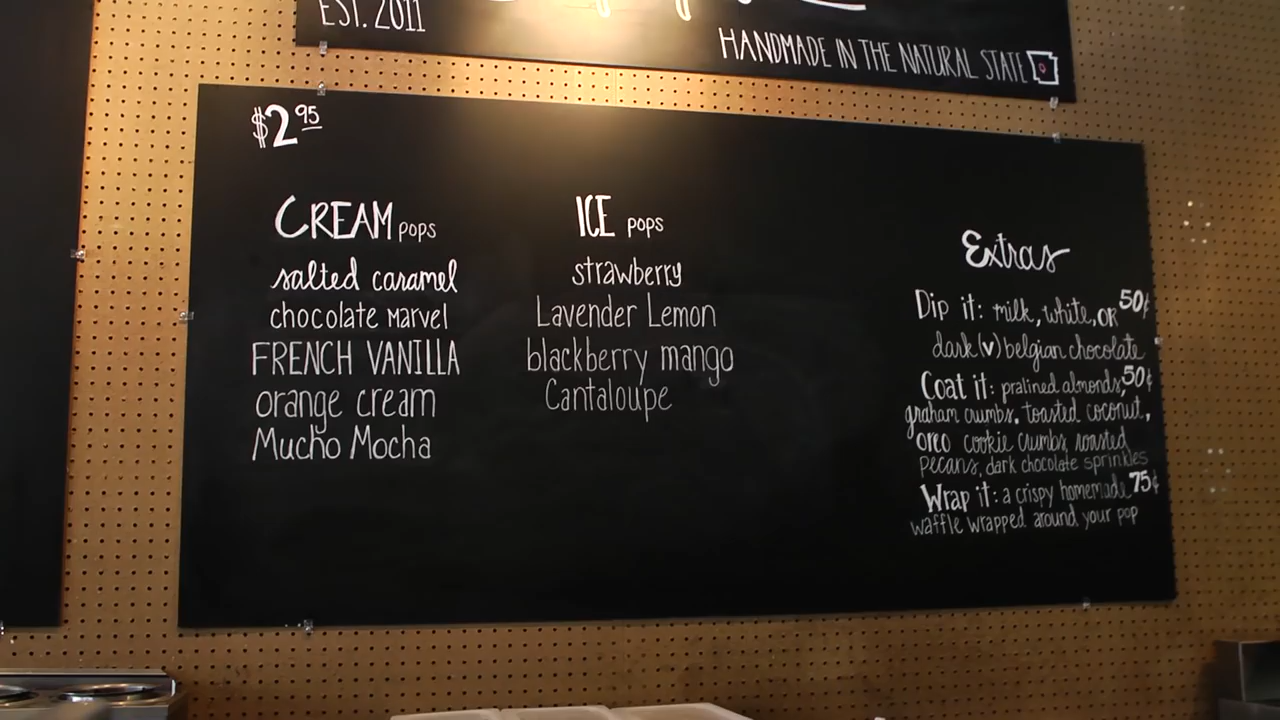 EST. 2011
HANDMADE IN THE NATURAL STATE
$2.95
CREAM pops
salted caramel
chocolate Marvel
FRENCH VANILLA
orange cream
Mucho Mocha
ICE pops
strawberry
Lavender Lemon
blackberry mango
Cantaloupe
Extras
Dip it: milk, white, OR 50¢
dark (v) belgian chocolate
Coat it: pralined almonds, 50¢
graham crumbs, toasted coconut,
oreo cookie crumbs, roasted
pecans, dark chocolate sprinkles
Wrap it: a crispy homemade 75¢
waffle wrapped around your pop